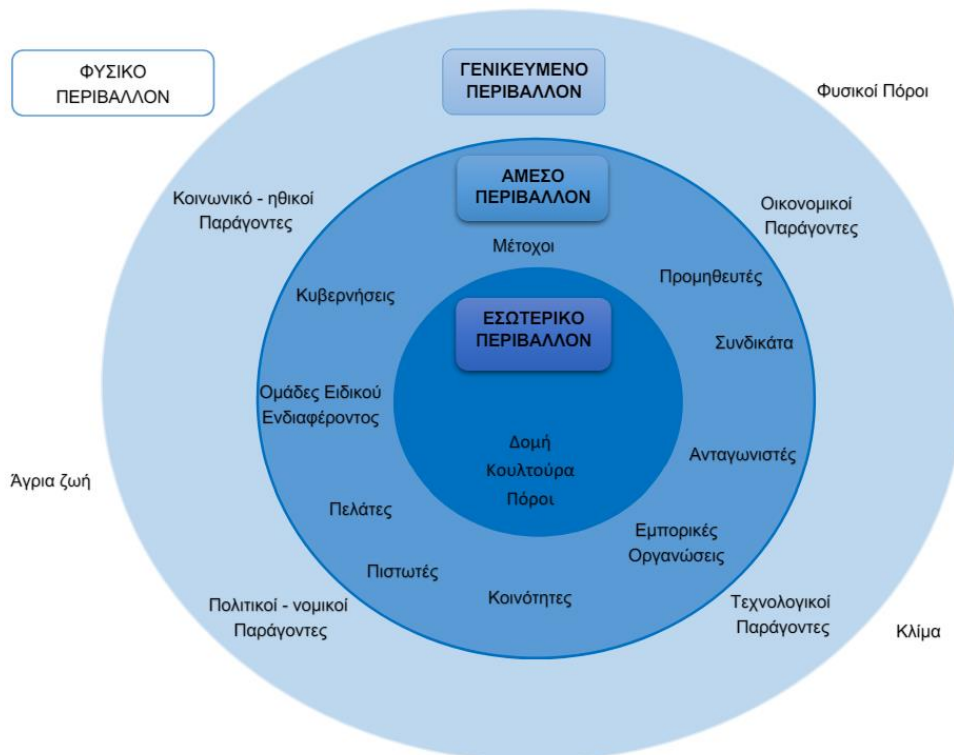 ΦΥΣΙΚΟ
ΠΕΡΙΒΑΛΛΟΝ
ΓΕΝΙΚΕΥΜΕΝΟ
ΠΕΡΙΒΑΛΛΟΝ
Φυσικοί Πόροι
ΑΜΕΣΟ
ΠΕΡΙΒΑΛΛΟΝ
Κοινωνικό - ηθικοί
Παράγοντες
Οικονομικοί
Παράγοντες
Μέτοχοι
Προμηθευτές
Κυβερνήσεις
ΕΣΩΤΕΡΙΚΟ
ΠΕΡΙΒΑΛΛΟΝ
Συνδικάτα
Ομάδες Ειδικού
Ενδιαφέροντος
Δομή
Κουλτούρα
Πόροι
Ανταγωνιστές
Άγρια ζωή
Πελάτες
Εμπορικές
Οργανώσεις
Πιστωτές
Κοινότητες
Πολιτικοί - νομικοί
Παράγοντες
Τεχνολογικοί
Παράγοντες
Κλίμα